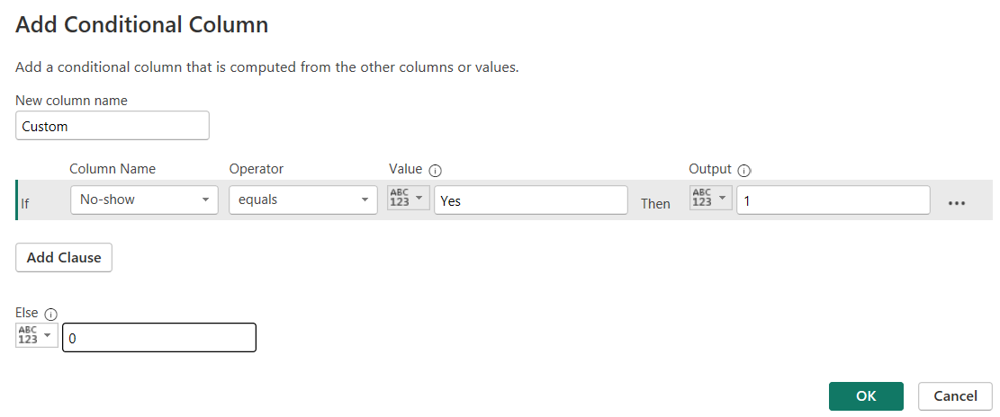 Add Conditional Column
Add a conditional column that is computed from the other columns or values.
New column name
Custom
Column Name Operator Value Output
If No-show equals ABC 123 Yes Then ABC 123 1 ...
Add Clause
Else
ABC 123 0
OK Cancel